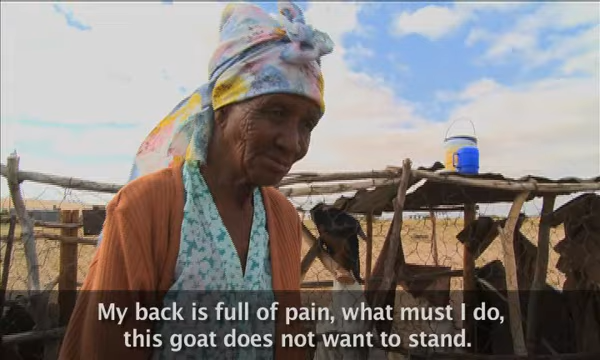 My back is full of pain, what must I do,
this goat does not want to stand.